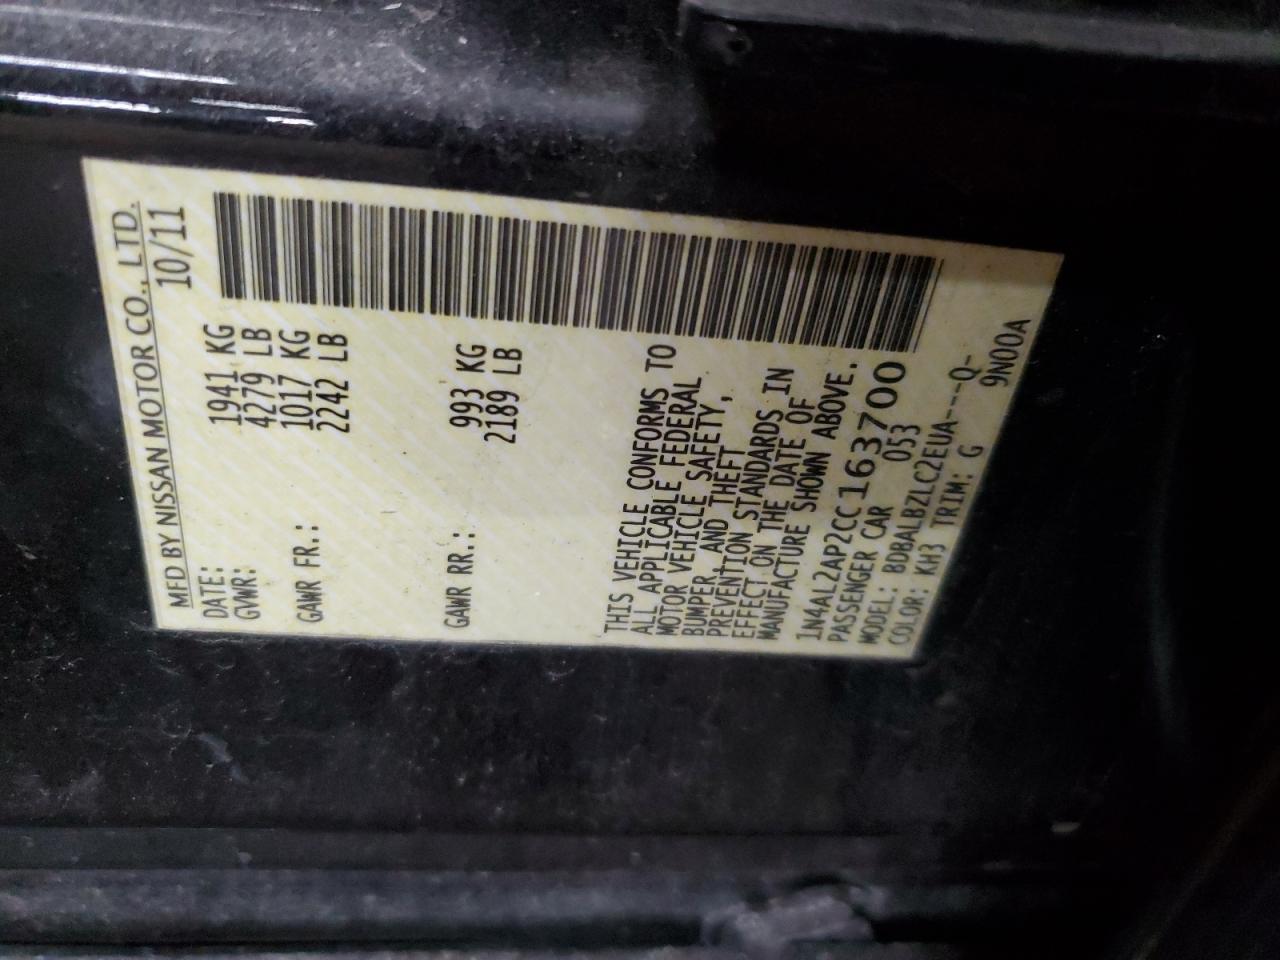 MFD BY NISSAN MOTOR CO., LTD.
DATE: 10/11
GVWR: 1941 KG
4279 LB
GAWR FR.: 1017 KG
2242 LB
GAWR RR.: 993 KG
2189 LB
THIS VEHICLE CONFORMS TO
ALL APPLICABLE FEDERAL
MOTOR VEHICLE SAFETY,
BUMPER AND THEFT
PREVENTION STANDARDS IN
EFFECT ON THE DATE OF
MANUFACTURE SHOWN ABOVE.
1N4AL2AP2CC163700
PASSENGER CAR 053
MODEL: BDBALBZLC2EUA---Q-
COLOR: KH3 TRIM: G 9N00A